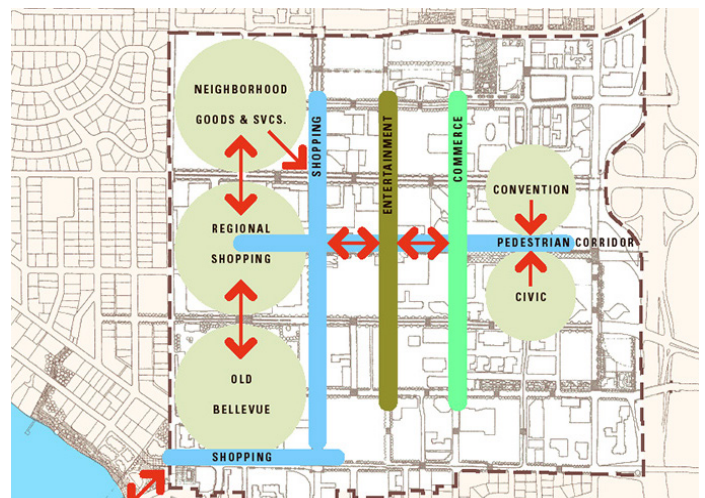 NEIGHBORHOOD
GOODS & SVCS.
SHOPPING
ENTERTAINMENT
COMMERCE
CONVENTION
REGIONAL
SHOPPING
PEDESTRIAN CORRIDOR
CIVIC
OLD
BELLEVUE
SHOPPING